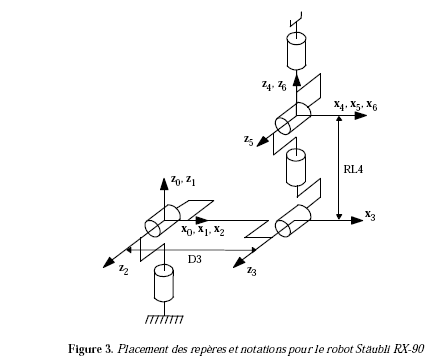 z4, z6
x4, x5, x6
z5
RL4
z0, z1
x3
x0, x1, x2
D3
z2
z3
Figure 3. Placement des repères et notations pour le robot Stäubli RX-90